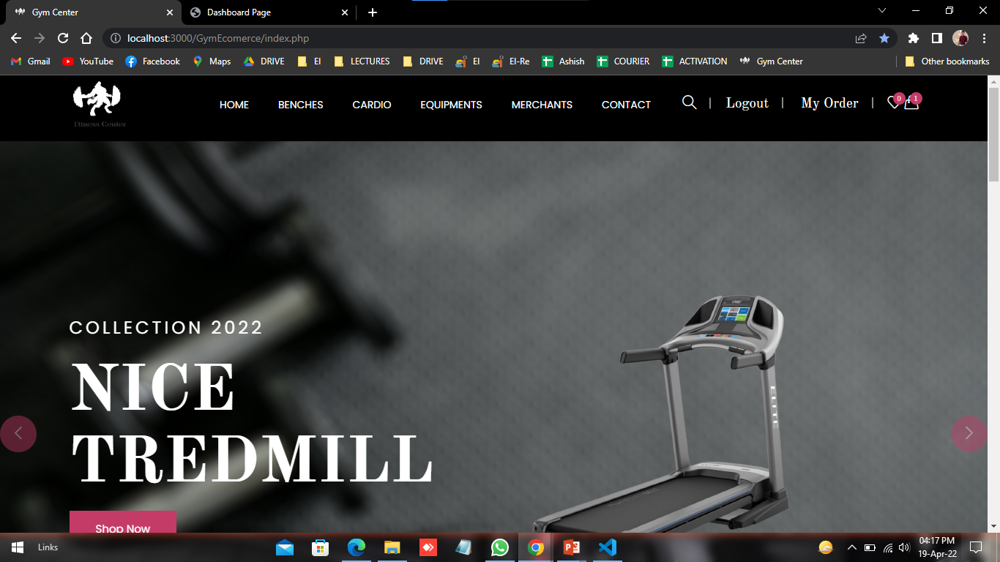 Gym Center
Dashboard Page
localhost:3000/GymEcomerce/index.php
Gmail YouTube Facebook Maps DRIVE EI LECTURES DRIVE EI EI-Re Ashish COURIER ACTIVATION Gym Center Other bookmarks
Fitness Center
HOME BENCHES CARDIO EQUIPMENTS MERCHANTS CONTACT | Logout | My Order | 0 1
COLLECTION 2022
NICE
TREDMILL
Shop Now
ELITE
Links
04:17 PM
19-Apr-22